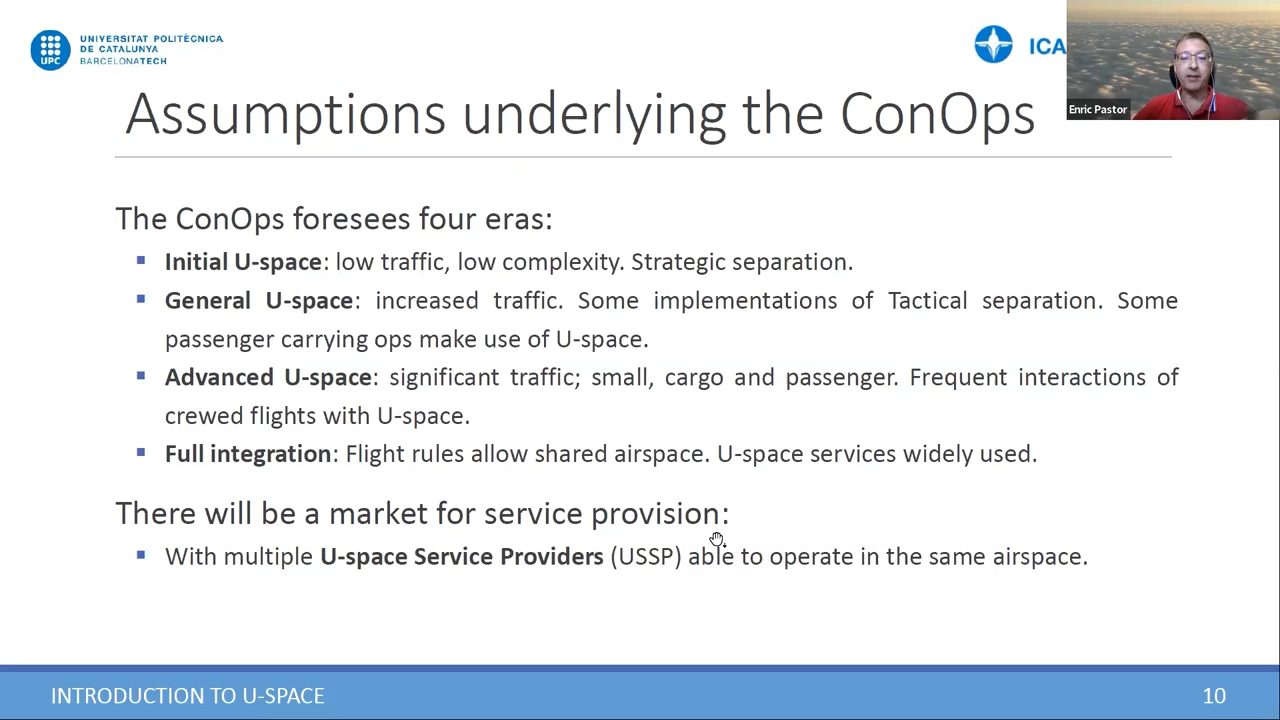 UNIVERSITAT POLITÈCNICA
DE CATALUNYA
BARCELONATECH
UPC
ICA
Enric Pastor
Assumptions underlying the ConOps
The ConOps foresees four eras:
▪ Initial U-space: low traffic, low complexity. Strategic separation.
▪ General U-space: increased traffic. Some implementations of Tactical separation. Some
passenger carrying ops make use of U-space.
▪ Advanced U-space: significant traffic; small, cargo and passenger. Frequent interactions of
crewed flights with U-space.
▪ Full integration: Flight rules allow shared airspace. U-space services widely used.
There will be a market for service provision:
▪ With multiple U-space Service Providers (USSP) able to operate in the same airspace.
INTRODUCTION TO U-SPACE
10